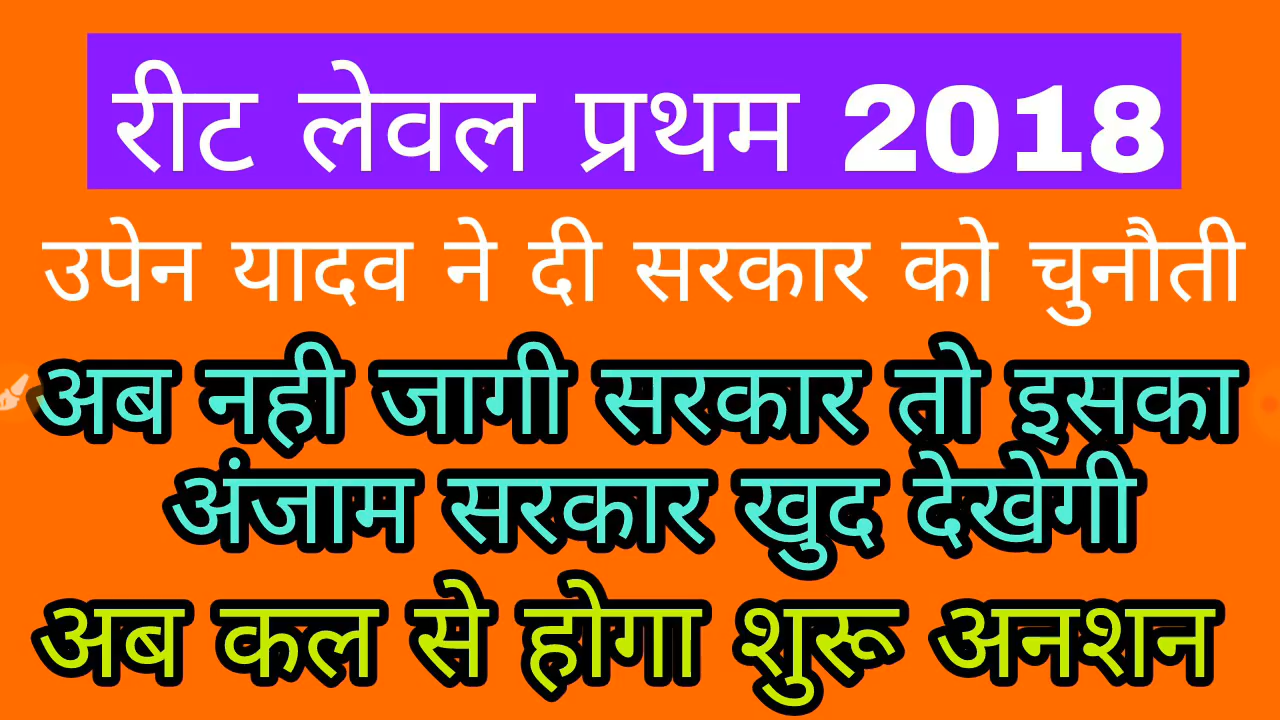 रीट लेवल प्रथम 2018
उपेन यादव ने दी सरकार को चुनौती
अब नही जागी सरकार तो इसका
अंजाम सरकार खुद देखेगी
अब कल से होगा शुरू अनशन